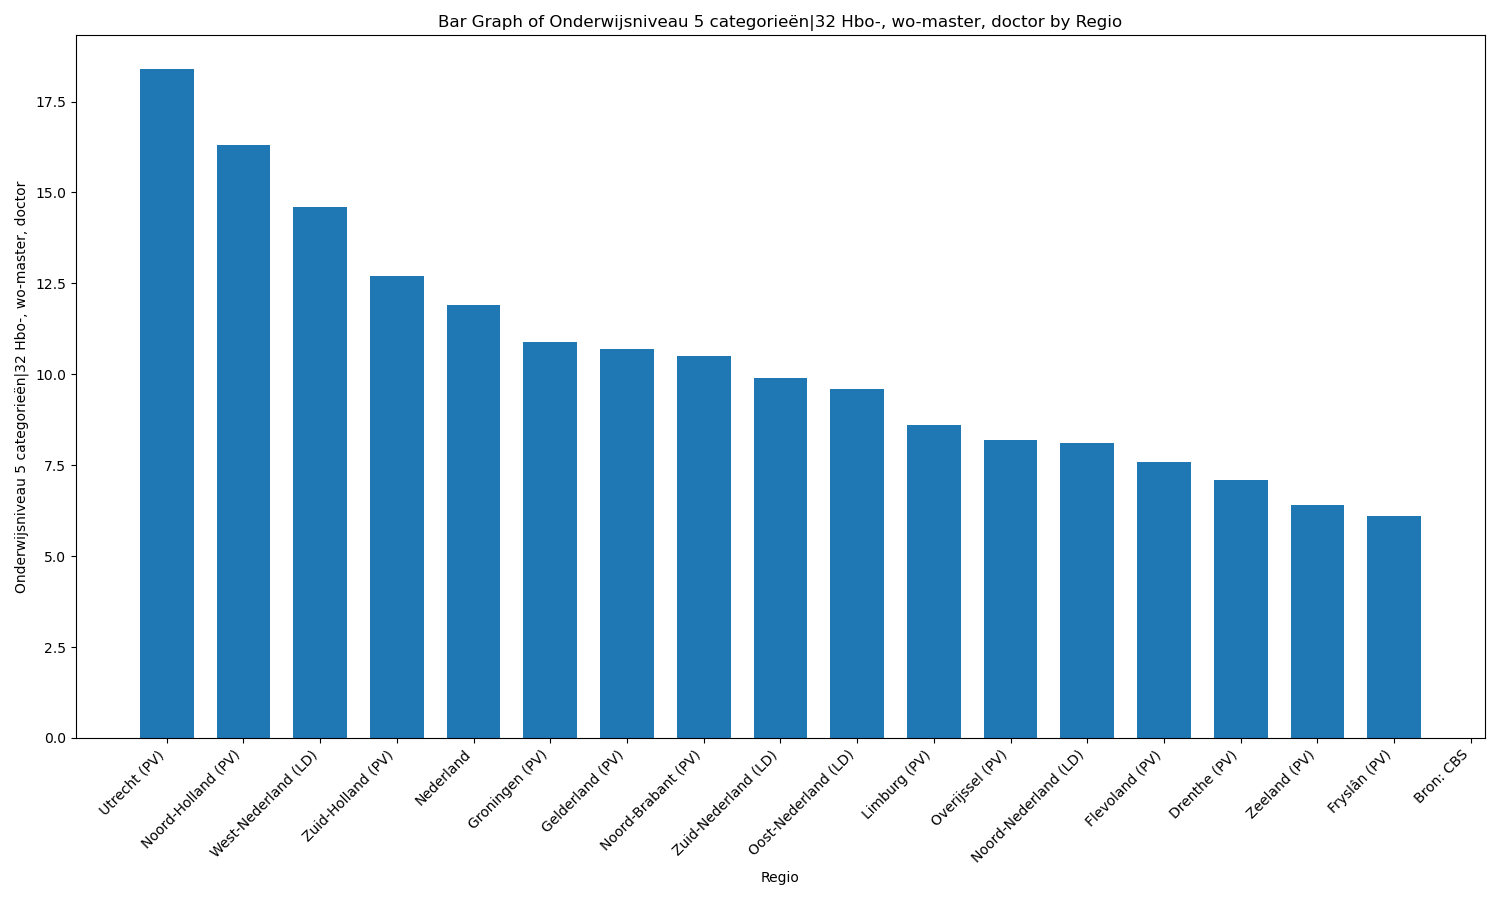 Bar Graph of Onderwijsniveau 5 categorieën|32 Hbo-, wo-master, doctor by Regio
Onderwijsniveau 5 categorieën|32 Hbo-, wo-master, doctor
17.5
15.0
12.5
10.0
7.5
5.0
2.5
0.0
Utrecht (PV)
Noord-Holland (PV)
West-Nederland (LD)
Zuid-Holland (PV)
Nederland
Groningen (PV)
Gelderland (PV)
Noord-Brabant (PV)
Zuid-Nederland (LD)
Oost-Nederland (LD)
Limburg (PV)
Overijssel (PV)
Noord-Nederland (LD)
Flevoland (PV)
Drenthe (PV)
Zeeland (PV)
Fryslân (PV)
Bron: CBS
Regio